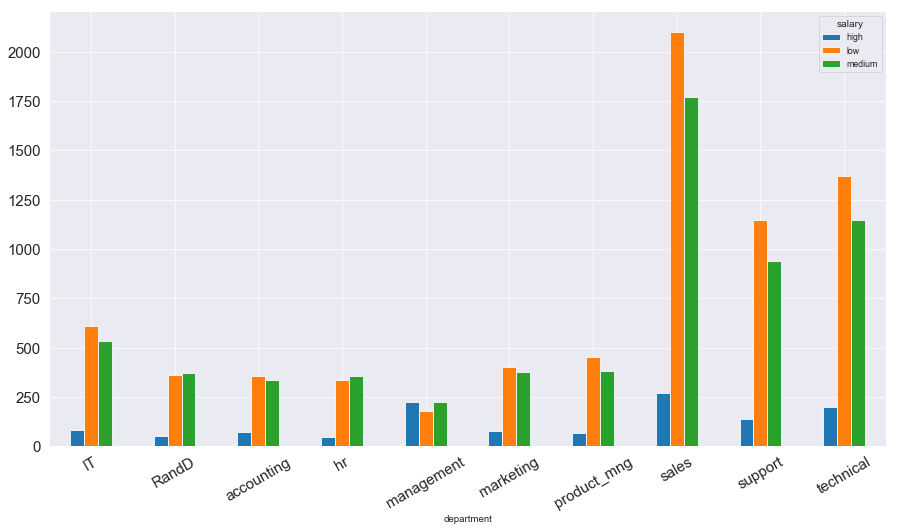 salary
high
low
medium
2000
1750
1500
1250
1000
750
500
250
0
IT
RandD
accounting
hr
management
marketing
product_mng
sales
support
technical
department